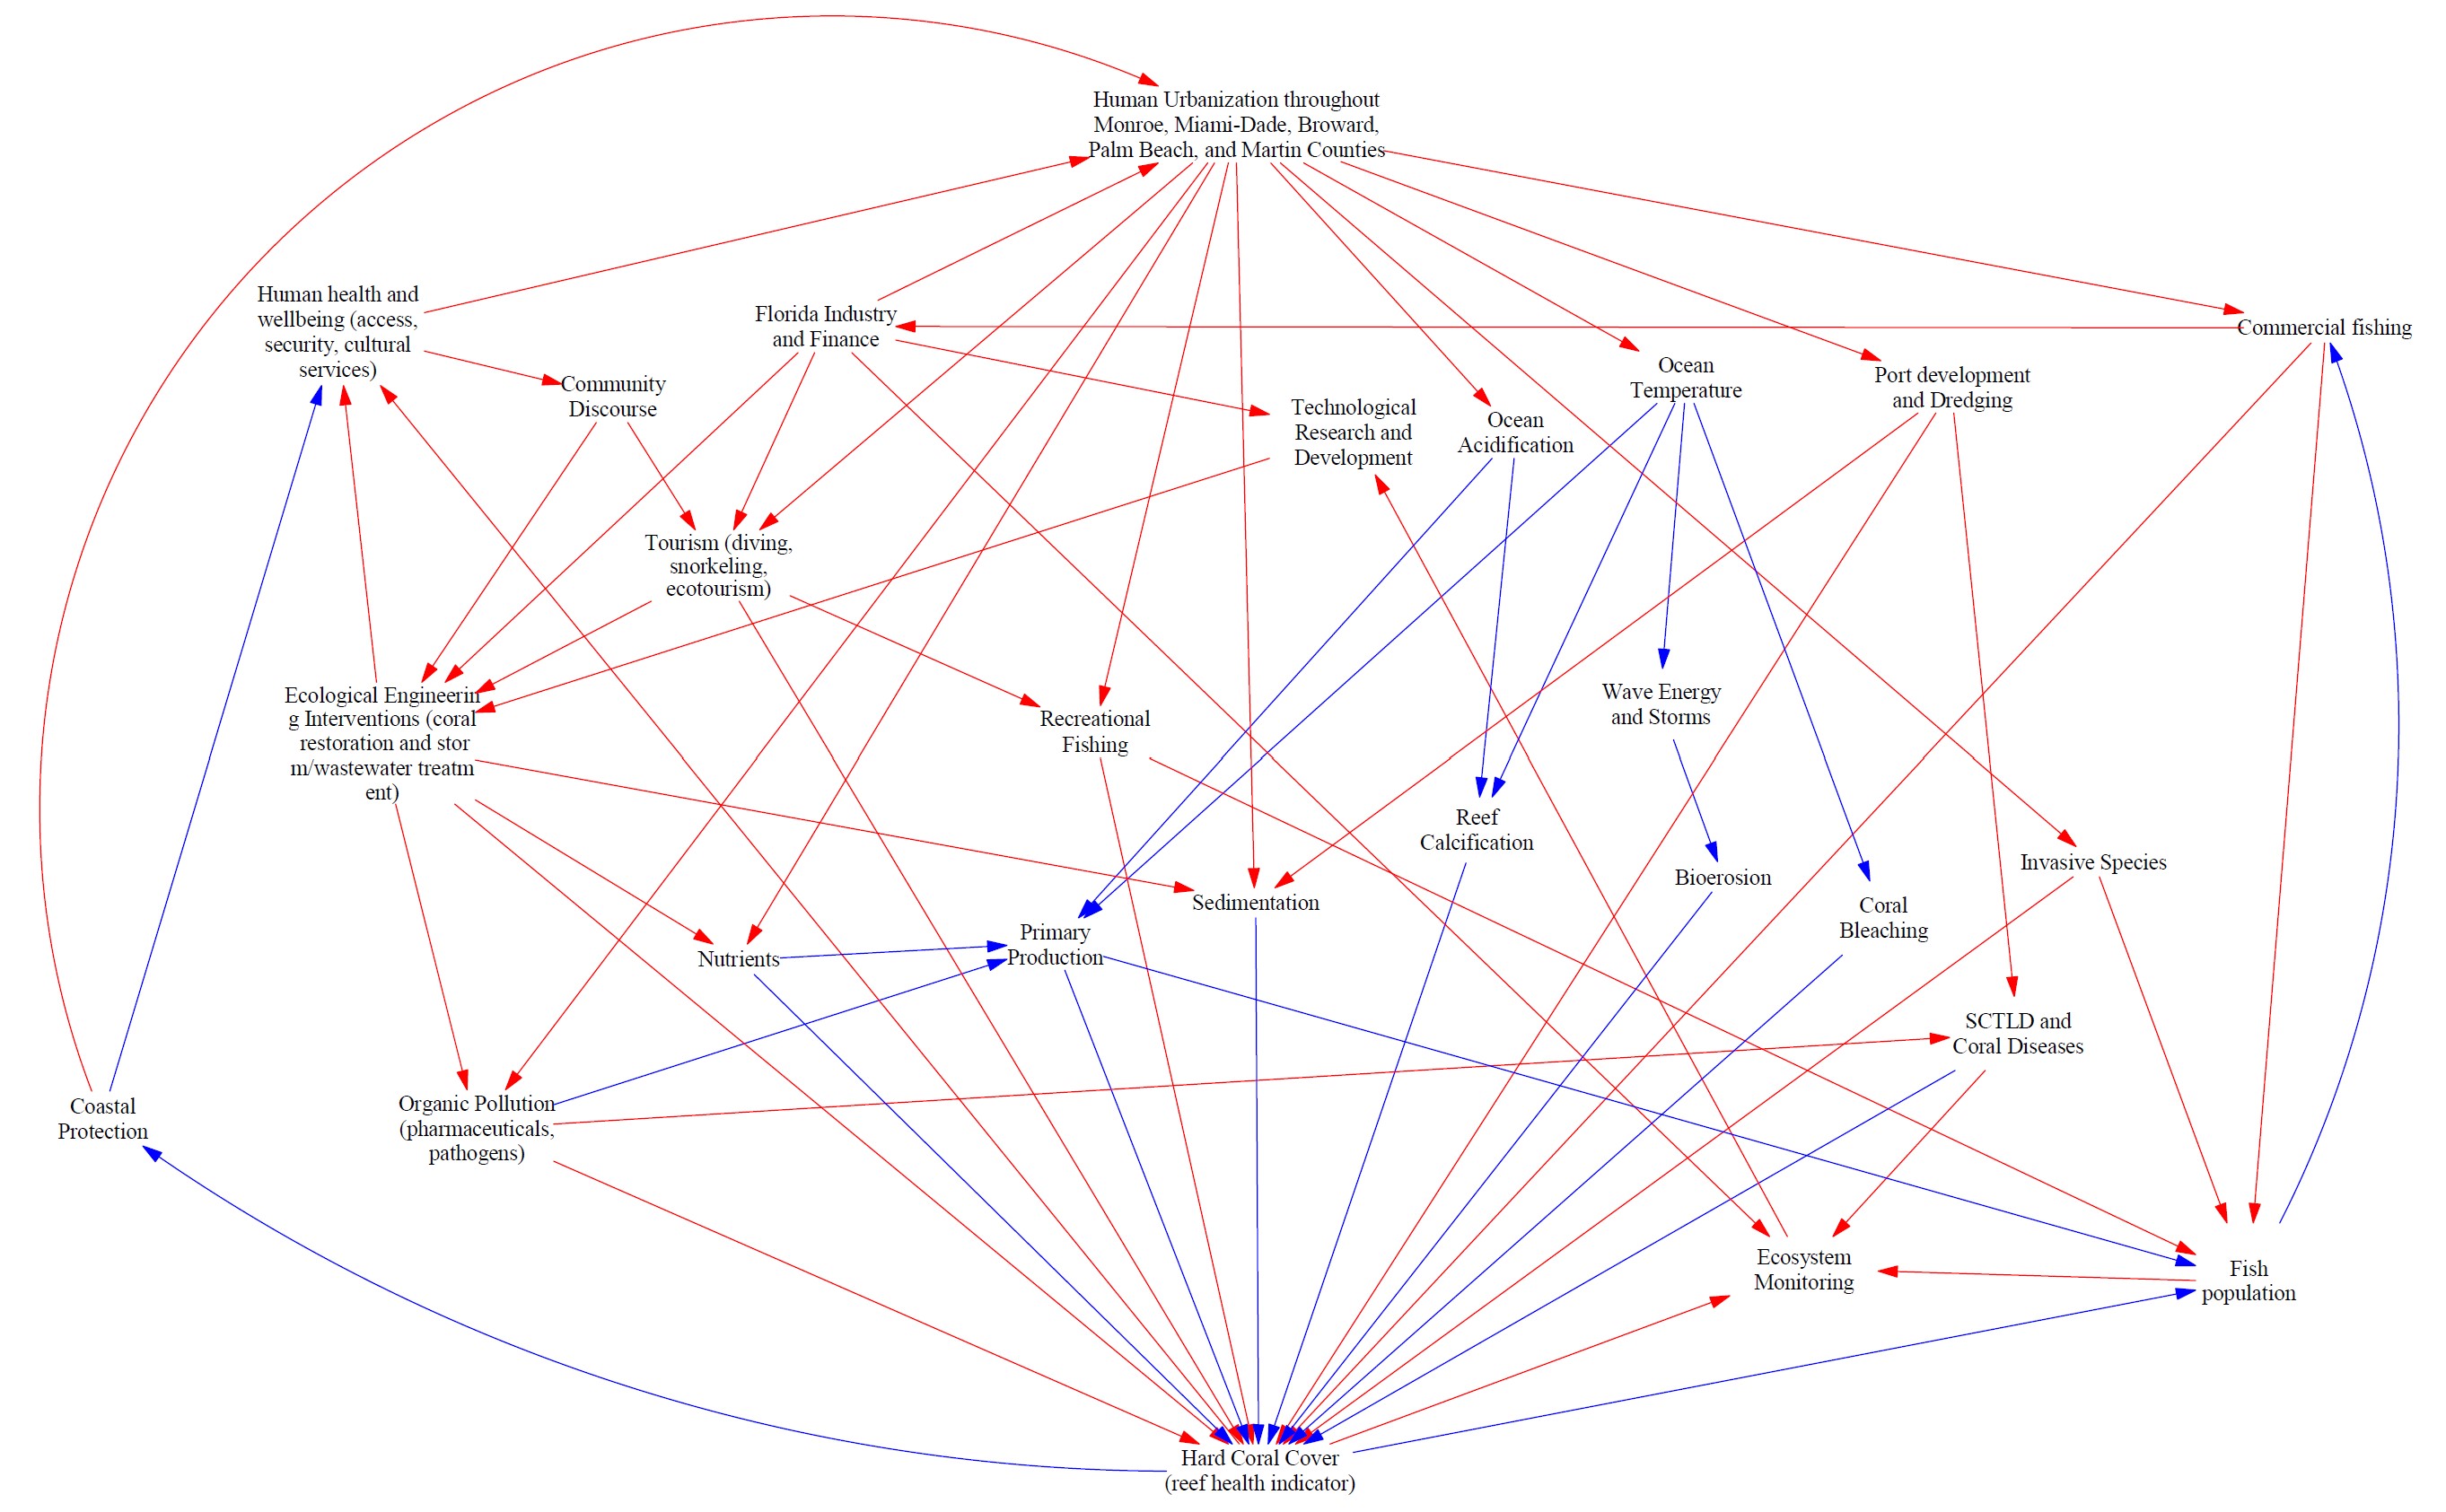 Human Urbanization throughout
Monroe, Miami-Dade, Broward,
Palm Beach, and Martin Counties
Human health and
wellbeing (access,
security, cultural
services)
Florida Industry
and Finance
Commercial fishing
Community
Discourse
Technological
Research and
Development
Ocean
Acidification
Ocean
Temperature
Port development
and Dredging
Tourism (diving,
snorkeling,
ecotourism)
Ecological Engineerin
g Interventions (coral
restoration and stor
m/wastewater treatm
ent)
Recreational
Fishing
Wave Energy
and Storms
Reef
Calcification
Bioerosion
Invasive Species
Sedimentation
Coral
Bleaching
Nutrients
Primary
Production
SCTLD and
Coral Diseases
Coastal
Protection
Organic Pollution
(pharmaceuticals,
pathogens)
Ecosystem
Monitoring
Fish
population
Hard Coral Cover
(reef health indicator)